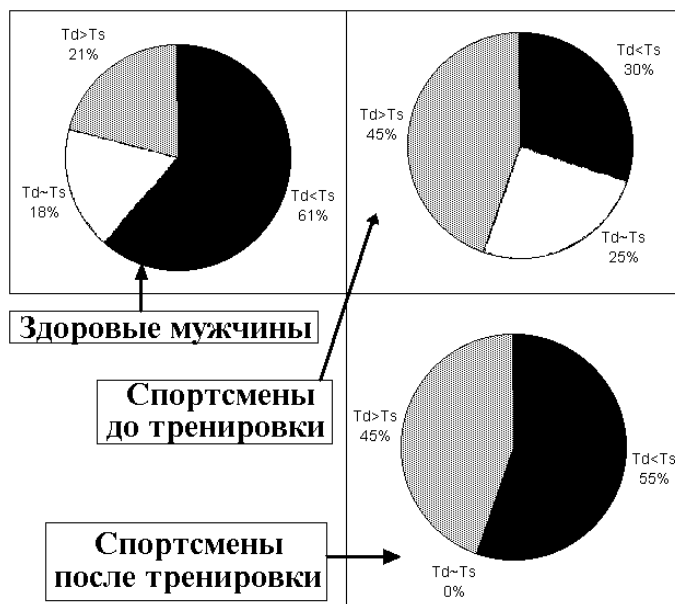 Td>Ts
21%
Td~Ts
18%
Td<Ts
61%
Здоровые мужчины
Td<Ts
30%
Td>Ts
45%
Td~Ts
25%
Спортсмены
до тренировки
Td>Ts
45%
Td<Ts
55%
Td~Ts
0%
Спортсмены
после тренировки